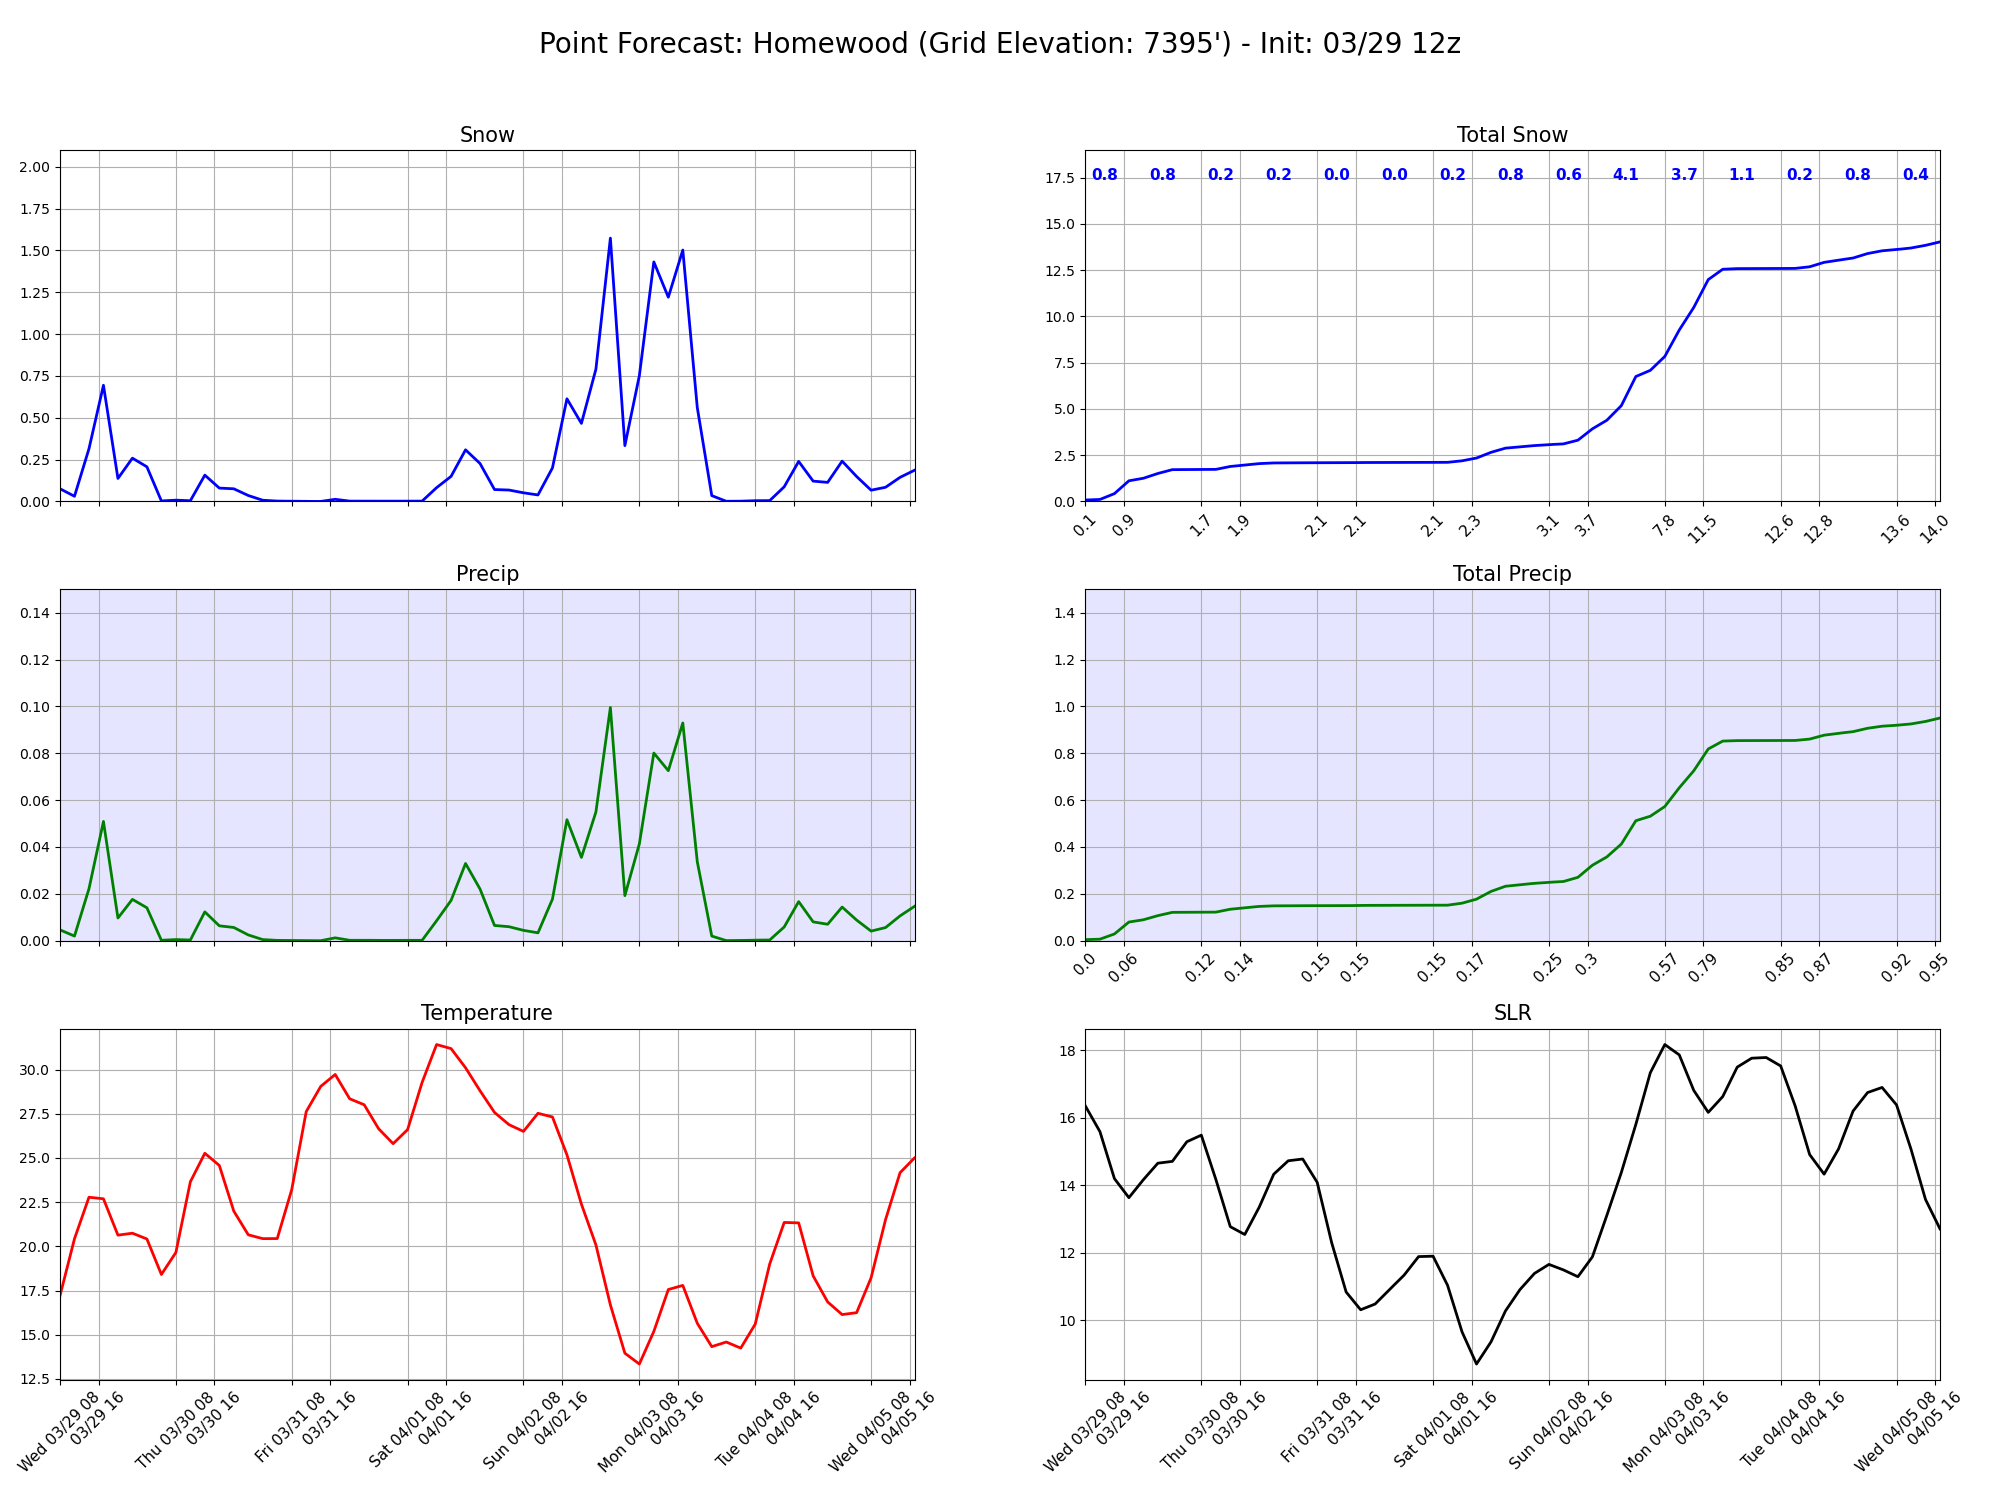 Point Forecast: Homewood (Grid Elevation: 7395') - Init: 03/29 12z
Snow
2.00
1.75
1.50
1.25
1.00
0.75
0.50
0.25
0.00
Total Snow
0.8 0.8 0.2 0.2 0.0 0.0 0.2 0.8 0.6 4.1 3.7 1.1 0.2 0.8 0.4
17.5
15.0
12.5
10.0
7.5
5.0
2.5
0.0
0.1 0.9 1.7 1.9 2.1 2.1 2.1 2.3 3.1 3.7 7.8 11.5 12.6 12.8 13.6 14.0
Precip
0.14
0.12
0.10
0.08
0.06
0.04
0.02
0.00
Total Precip
1.4
1.2
1.0
0.8
0.6
0.4
0.2
0.0
0.0 0.06 0.12 0.14 0.15 0.15 0.15 0.17 0.25 0.3 0.57 0.79 0.85 0.87 0.92 0.95
Temperature
30.0
27.5
25.0
22.5
20.0
17.5
15.0
12.5
Wed 03/29 08
03/29 16
Thu 03/30 08
03/30 16
Fri 03/31 08
03/31 16
Sat 04/01 08
04/01 16
Sun 04/02 08
04/02 16
Mon 04/03 08
04/03 16
Tue 04/04 08
04/04 16
Wed 04/05 08
04/05 16
SLR
18
16
14
12
10
Wed 03/29 08
03/29 16
Thu 03/30 08
03/30 16
Fri 03/31 08
03/31 16
Sat 04/01 08
04/01 16
Sun 04/02 08
04/02 16
Mon 04/03 08
04/03 16
Tue 04/04 08
04/04 16
Wed 04/05 08
04/05 16